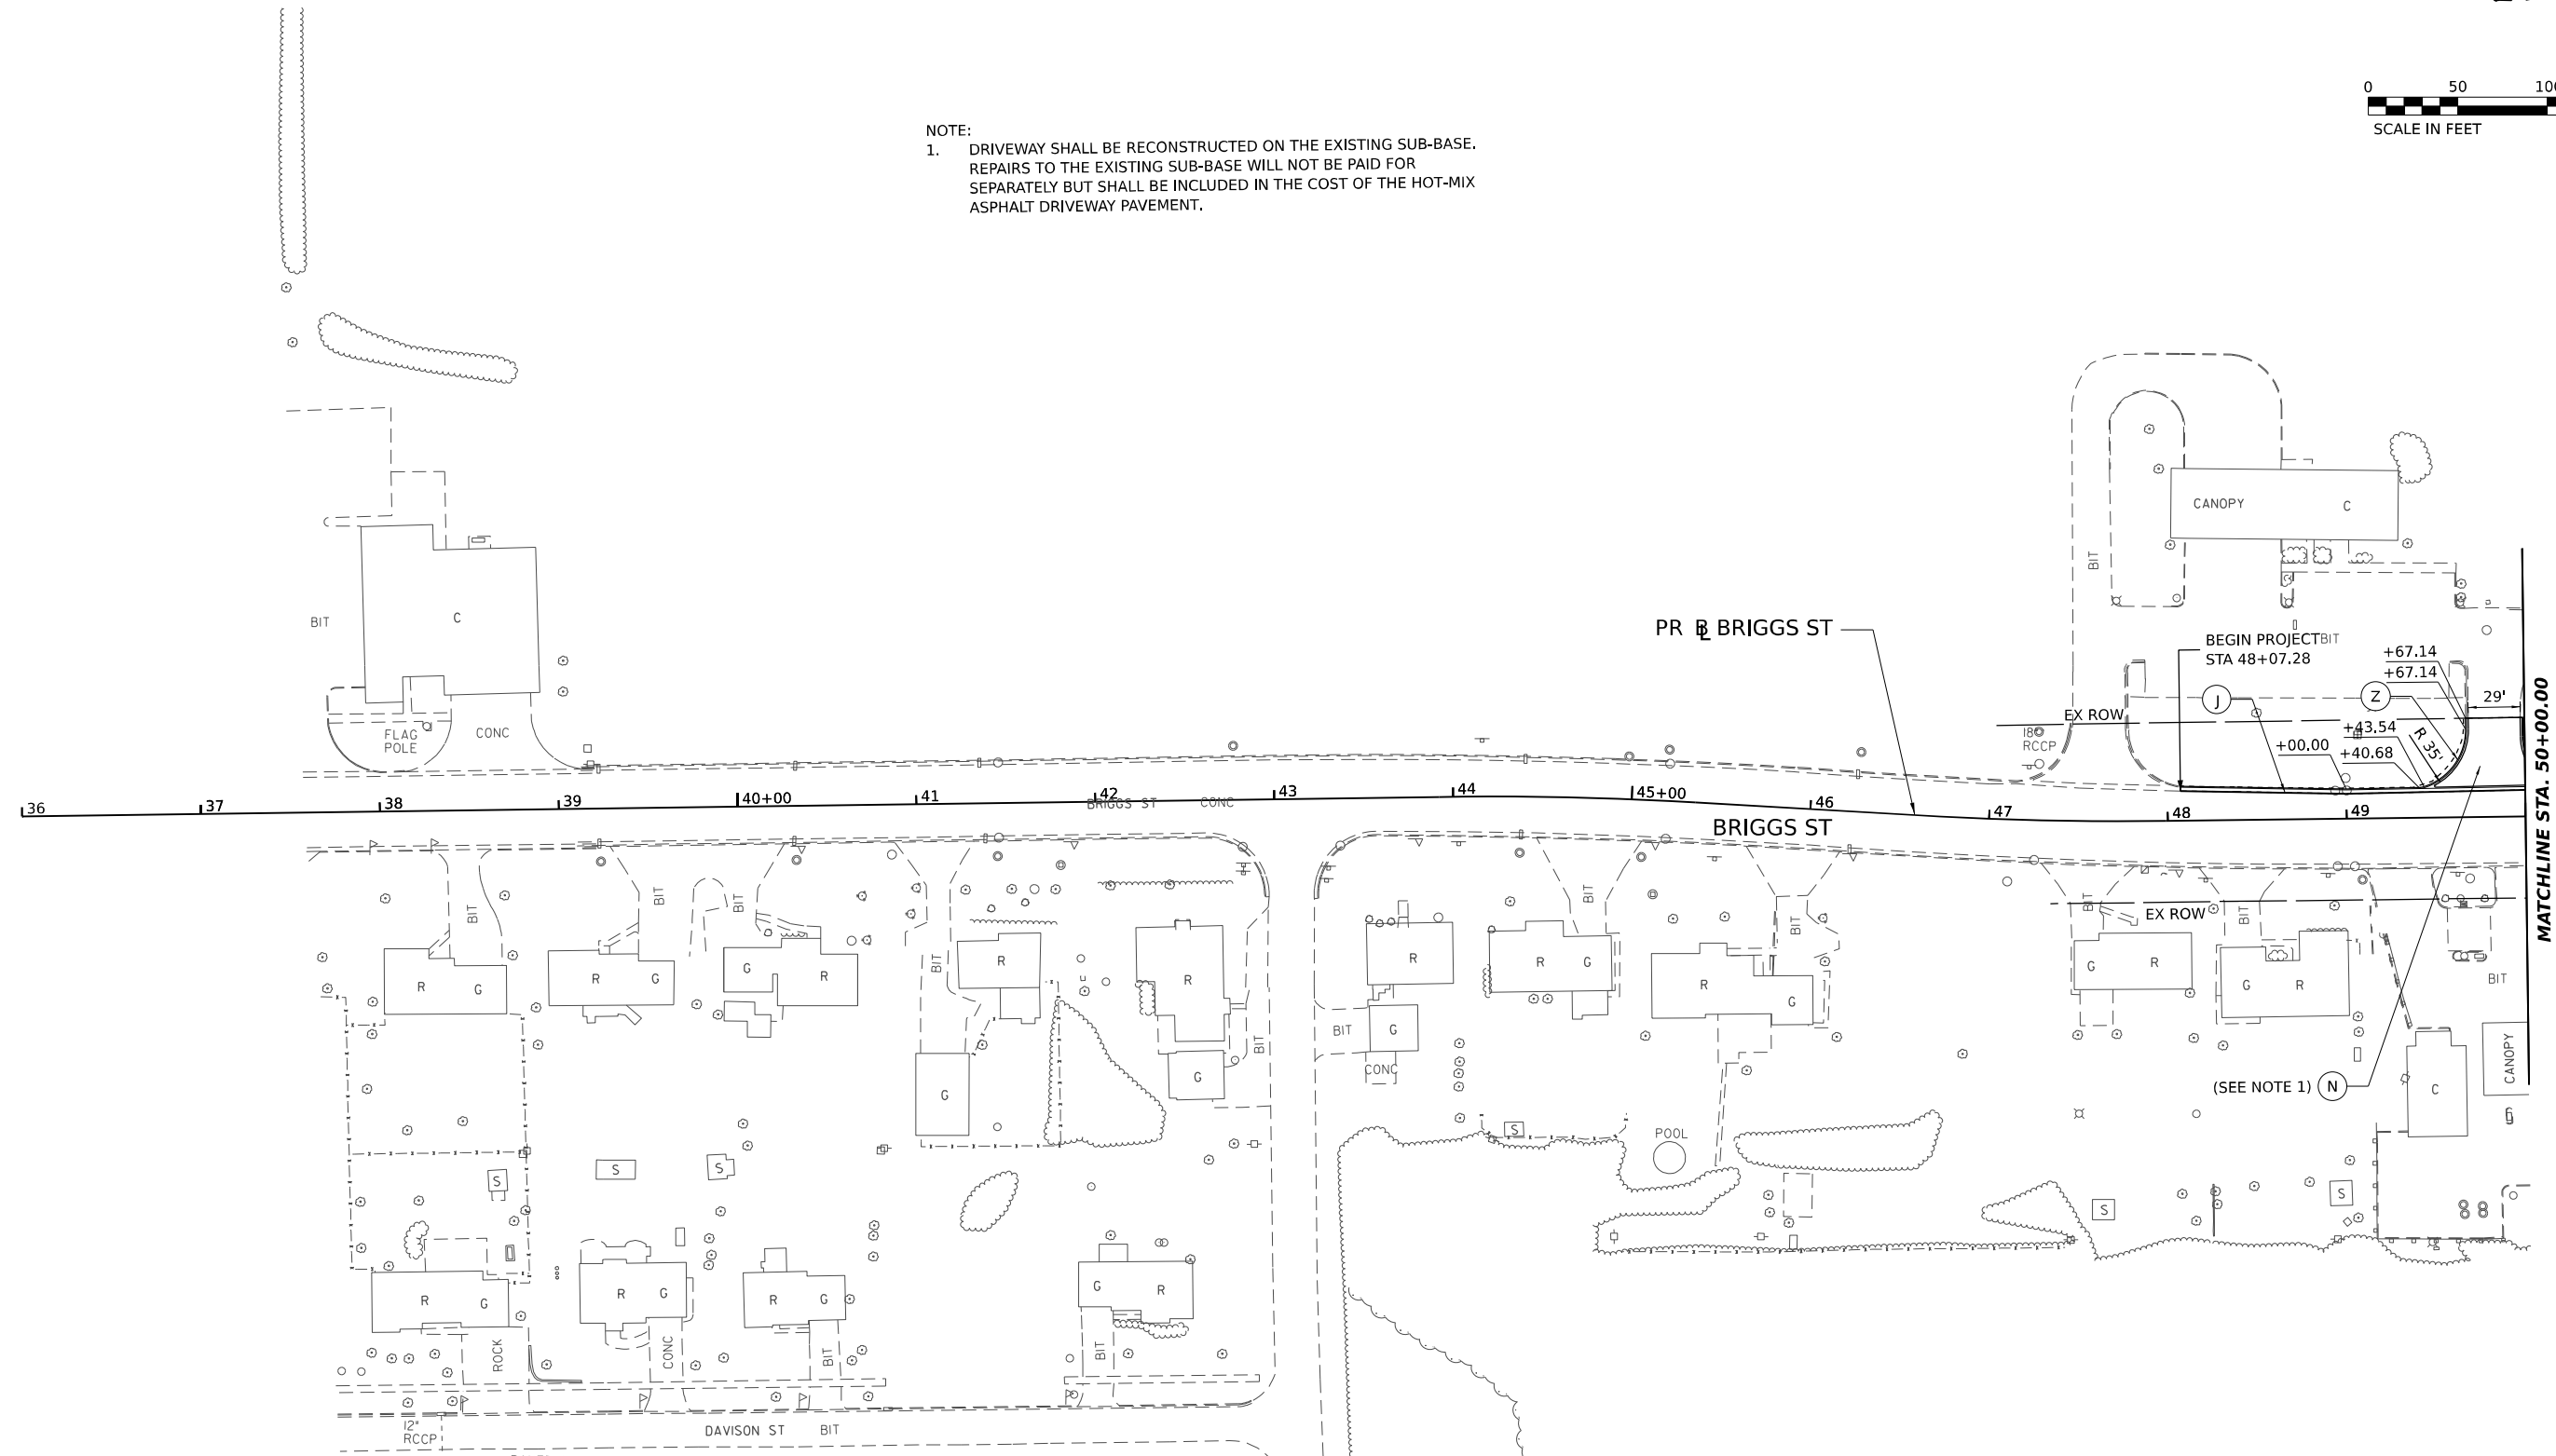 0 50
SCALE IN FEET
NOTE:
1. DRIVEWAY SHALL BE RECONSTRUCTED ON THE EXISTING SUB-BASE.
REPAIRS TO THE EXISTING SUB-BASE WILL NOT BE PAID FOR
SEPARATELY BUT SHALL BE INCLUDED IN THE COST OF THE HOT-MIX
ASPHALT DRIVEWAY PAVEMENT.
CANOPY C
BIT
BIT
C
PR BL BRIGGS ST
BEGIN PROJECT
STA 48+07.28
BIT
+67.14
+67.14
J
Z
29'
EX ROW
+43.54
R 35'
+00.00
+40.68
18"
RCCP
FLAG
POLE
CONC
36 37 38 39 40+00 41 42 43 44 45+00 46 47 48 49
BRIGGS ST CONC
BRIGGS ST
MATCHLINE STA. 50+00.00
BIT
BIT
BIT
BIT
BIT
BIT
BIT
EX ROW
R G
R G
G R
BIT
R
R
R
R G
R
G
G R
G R
BIT
G
G
BIT
BIT
G
CONC
CANOPY
C
(SEE NOTE 1) N
S
POOL
S
S
S
S
S
R G
R G
R G
G R
ROCK
CONC
BIT
BIT
12"
RCCP
DAVISON ST BIT